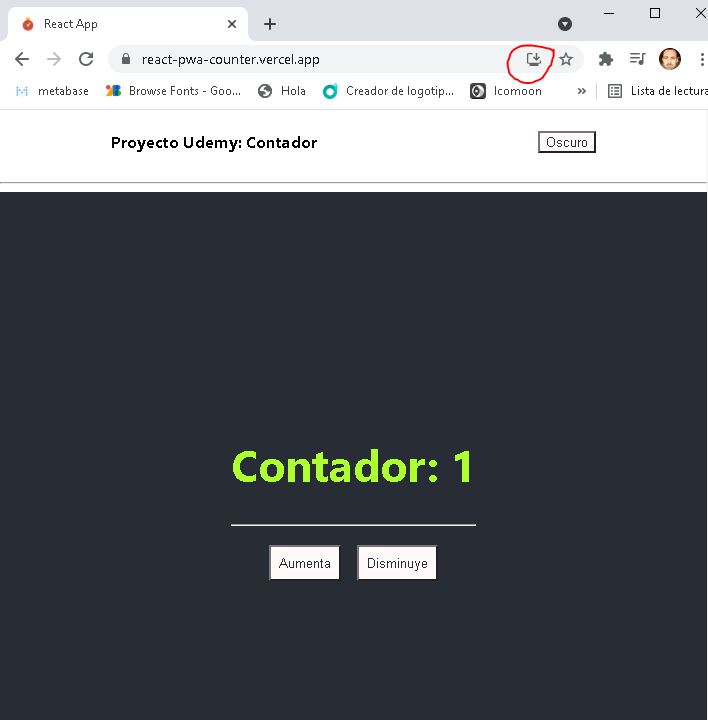 React App
react-pwa-counter.vercel.app
metabase Browse Fonts - Goo... Hola Creador de logotip... Icomoon » Lista de lectura
Proyecto Udemy: Contador Oscuro
Contador: 1
Aumenta Disminuye